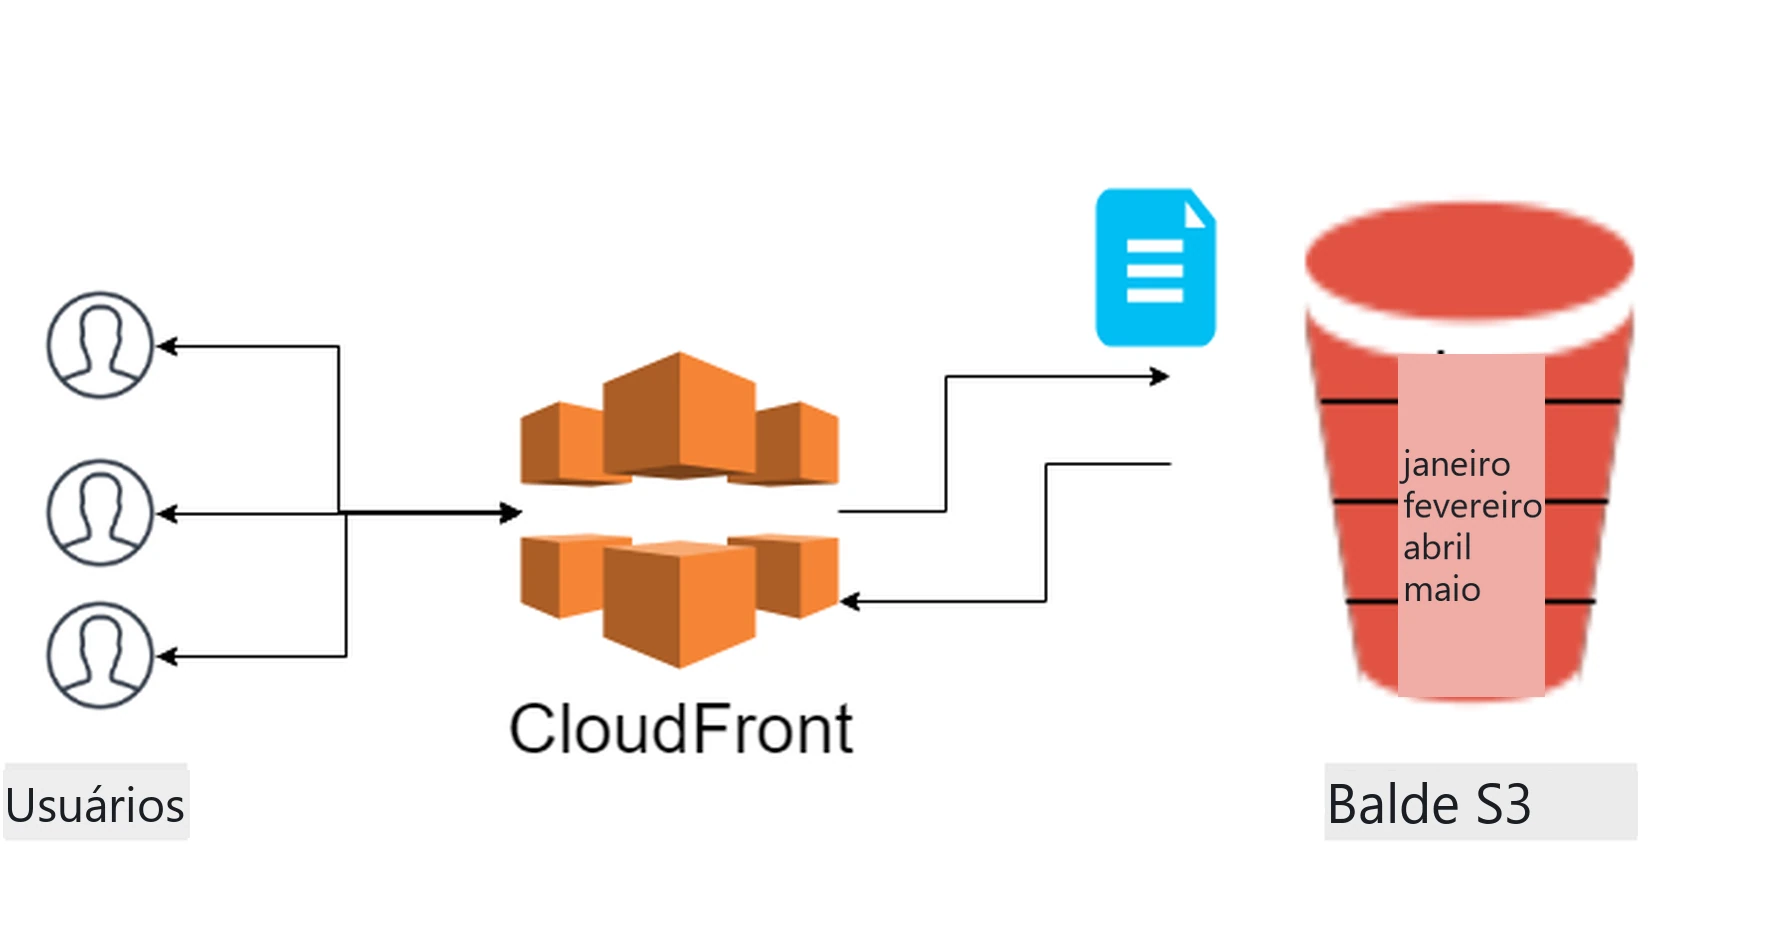 janeiro
fevereiro
abril
maio
CloudFront
Usuários
Balde S3